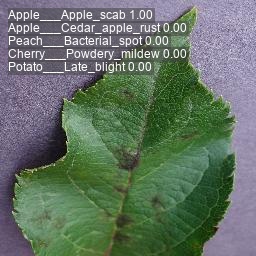 Apple___Apple_scab 1.00
Apple___Cedar_apple_rust 0.00
Peach___Bacterial_spot 0.00
Cherry___Powdery_mildew 0.00
Potato___Late_blight 0.00